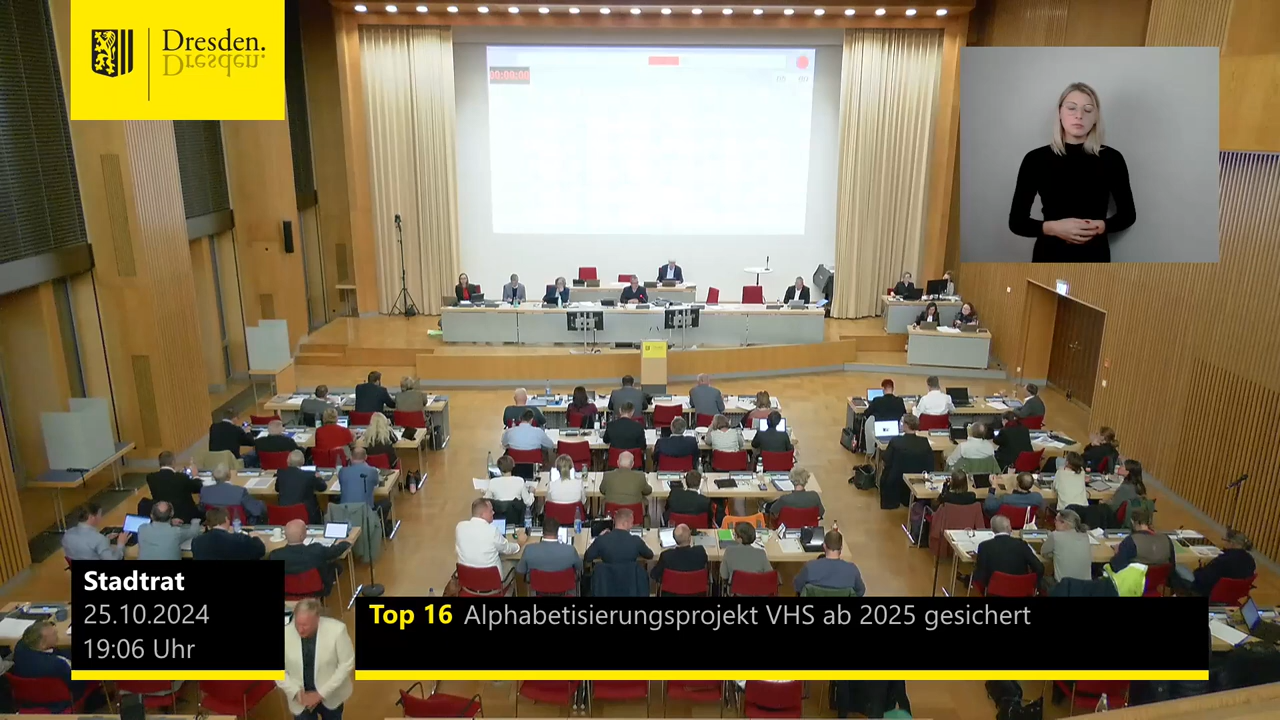 Dresden.
Dresden.
00:00:00
Stadtrat
25.10.2024
19:06 Uhr
Top 16 Alphabetisierungsprojekt VHS ab 2025 gesichert